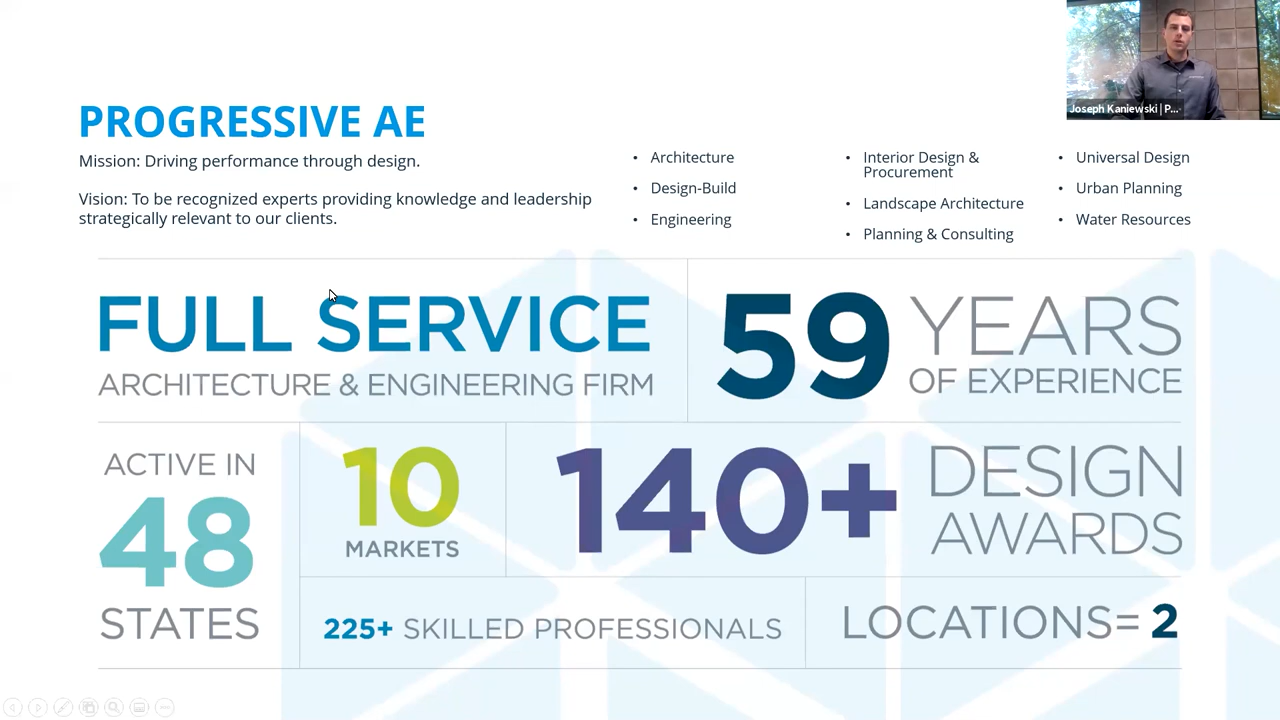 Joseph Kaniewski | P...
PROGRESSIVE AE
Mission: Driving performance through design.
Vision: To be recognized experts providing knowledge and leadership
strategically relevant to our clients.
• Architecture
• Design-Build
• Engineering
• Interior Design &
Procurement
• Landscape Architecture
• Planning & Consulting
• Universal Design
• Urban Planning
• Water Resources
FULL SERVICE
ARCHITECTURE & ENGINEERING FIRM
59 YEARS
OF EXPERIENCE
ACTIVE IN
48
STATES
10
MARKETS
140+ DESIGN
AWARDS
225+ SKILLED PROFESSIONALS
LOCATIONS= 2